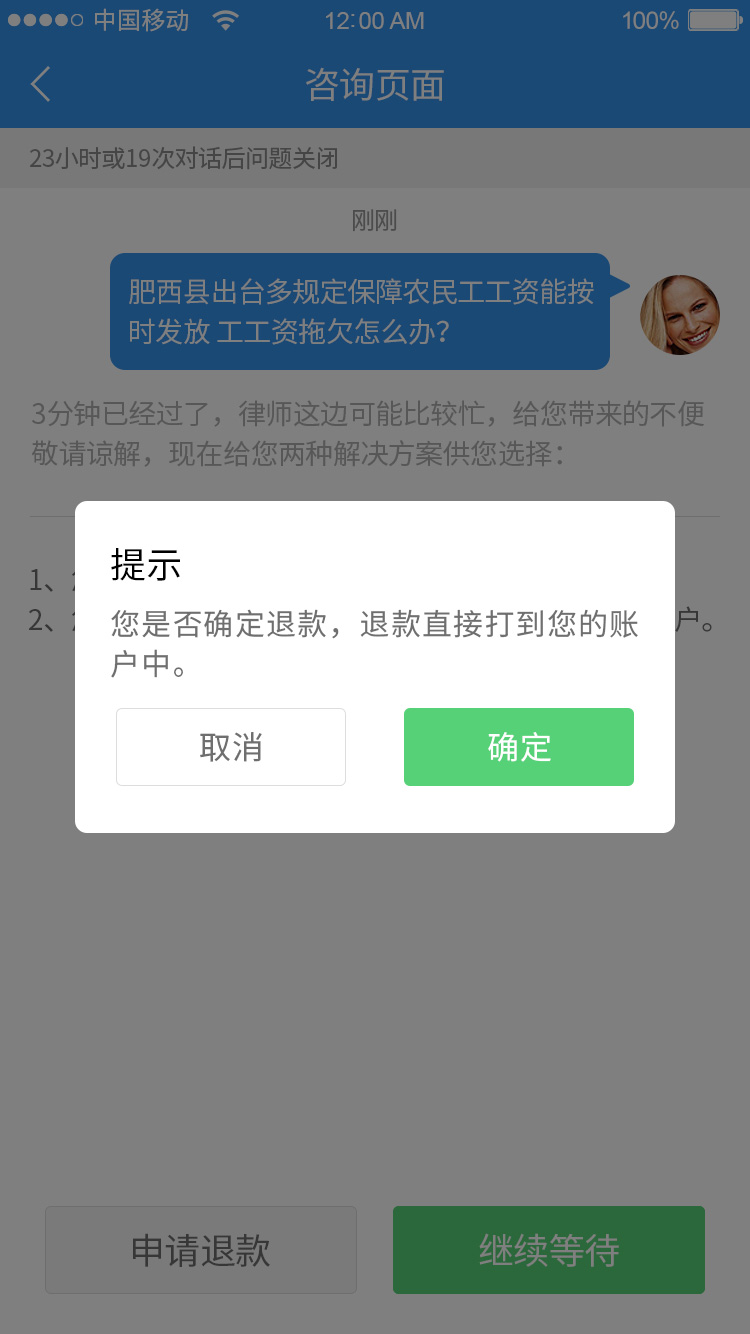 中国移动
12:00 AM
100%
咨询页面
23小时或19次对话后问题关闭
刚刚
肥西县出台多规定保障农民工工资能按
时发放 工工资拖欠怎么办？
3分钟已经过了，律师这边可能比较忙，给您带来的不便
敬请谅解，现在给您两种解决方案供您选择：
提示
1、
您是否确定退款，退款直接打到您的账
户中。
2、
户。
取消
确定
申请退款
继续等待